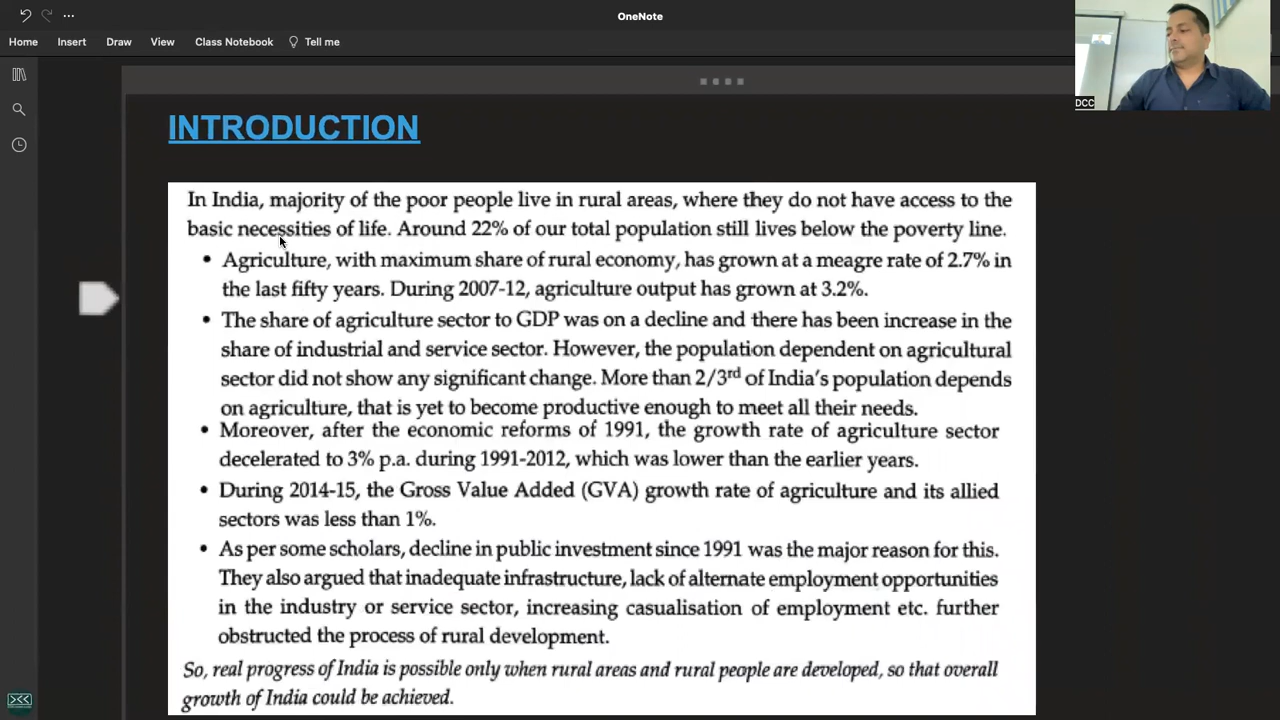 OneNote
Home Insert Draw View Class Notebook Tell me
DCC
INTRODUCTION
In India, majority of the poor people live in rural areas, where they do not have access to the
basic necessities of life. Around 22% of our total population still lives below the poverty line.
• Agriculture, with maximum share of rural economy, has grown at a meagre rate of 2.7% in
the last fifty years. During 2007-12, agriculture output has grown at 3.2%.
• The share of agriculture sector to GDP was on a decline and there has been increase in the
share of industrial and service sector. However, the population dependent on agricultural
sector did not show any significant change. More than 2/3rd of India's population depends
on agriculture, that is yet to become productive enough to meet all their needs.
• Moreover, after the economic reforms of 1991, the growth rate of agriculture sector
decelerated to 3% p.a. during 1991-2012, which was lower than the earlier years.
• During 2014-15, the Gross Value Added (GVA) growth rate of agriculture and its allied
sectors was less than 1%.
• As per some scholars, decline in public investment since 1991 was the major reason for this.
They also argued that inadequate infrastructure, lack of alternate employment opportunities
in the industry or service sector, increasing casualisation of employment etc. further
obstructed the process of rural development.
So, real progress of India is possible only when rural areas and rural people are developed, so that overall
growth of India could be achieved.